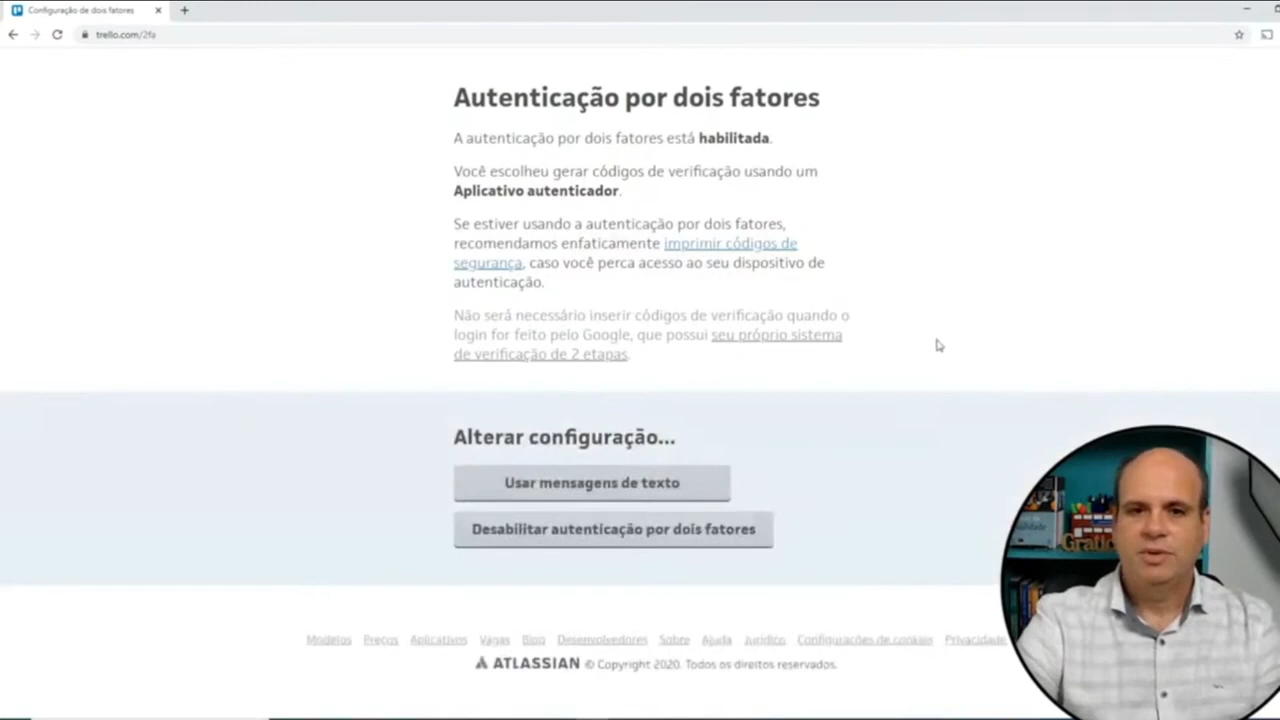 Configuração de dois fatores
trello.com/2fa
Autenticação por dois fatores
A autenticação por dois fatores está habilitada.
Você escolheu gerar códigos de verificação usando um
Aplicativo autenticador.
Se estiver usando a autenticação por dois fatores,
recomendamos enfaticamente imprimir códigos de
segurança, caso você perca acesso ao seu dispositivo de
autenticação.
Não será necessário inserir códigos de verificação quando o
login for feito pelo Google, que possui seu próprio sistema
de verificação de 2 etapas.
Alterar configuração...
Usar mensagens de texto
Desabilitar autenticação por dois fatores
Modelos Preços Aplicativos Vagas Blog Desenvolvedores Sobre Ajuda Jurídico Configurações de cookies Privacidade
ATLASSIAN © Copyright 2020. Todos os direitos reservados.